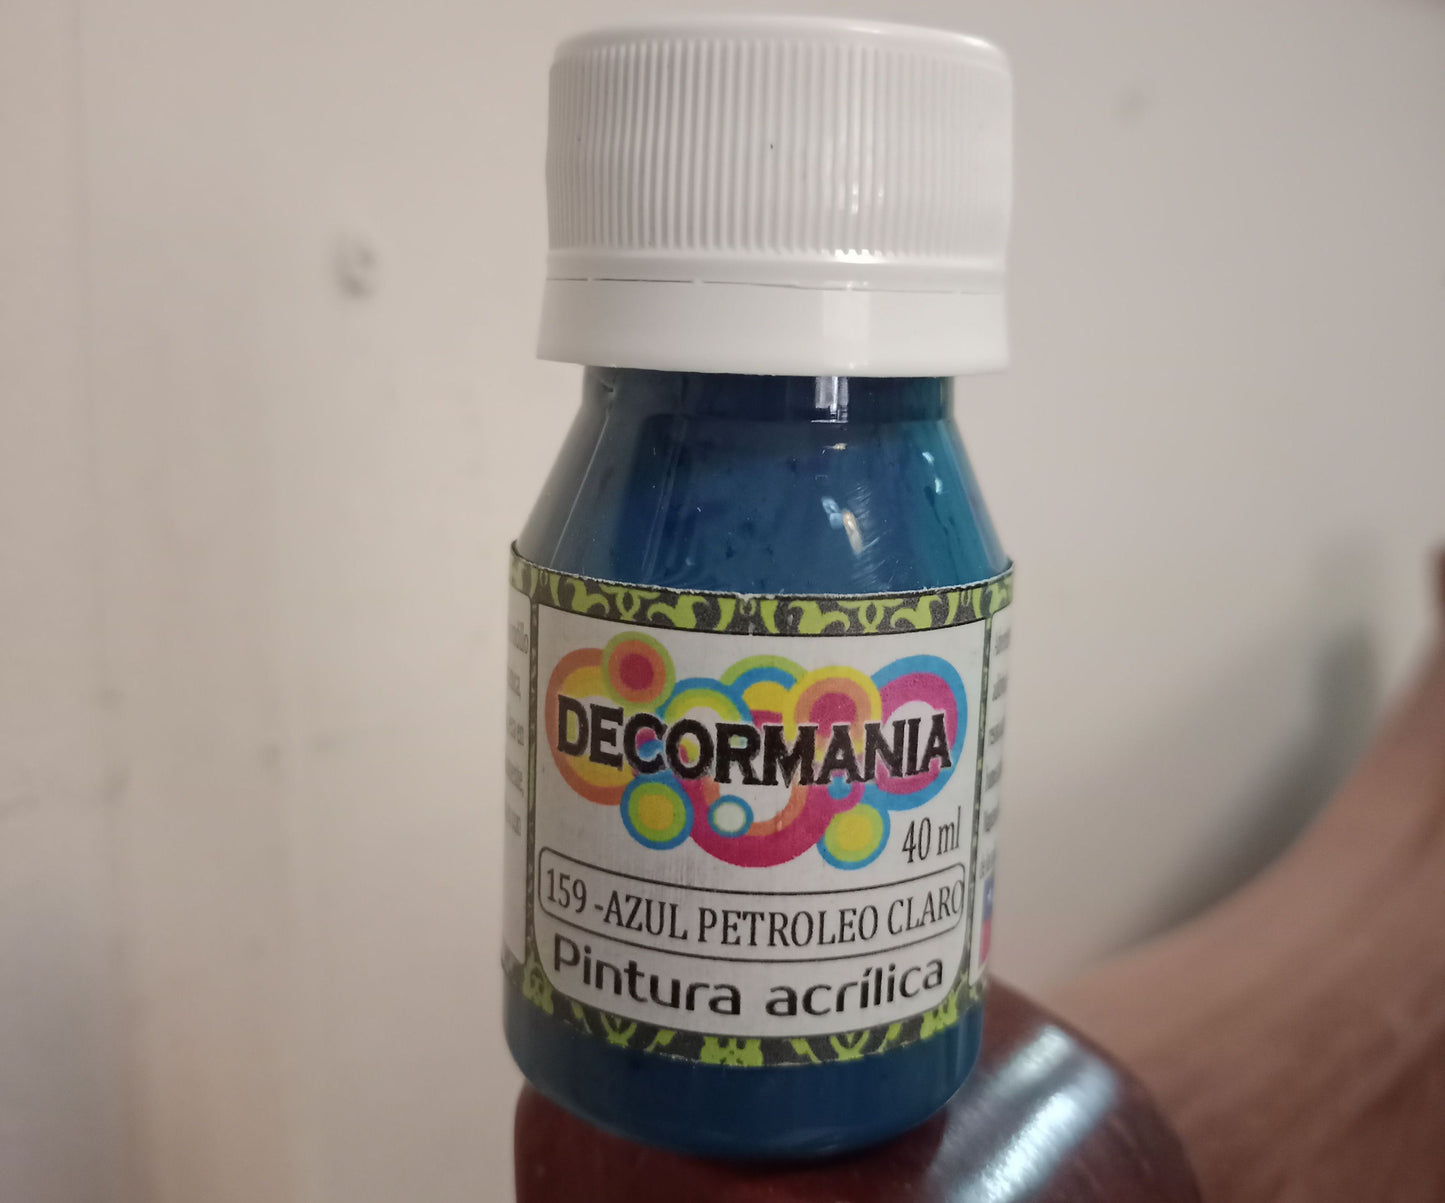 DECORMANIA
40 ml
159 -AZUL PETROLEO CLARO
Pintura acrílica